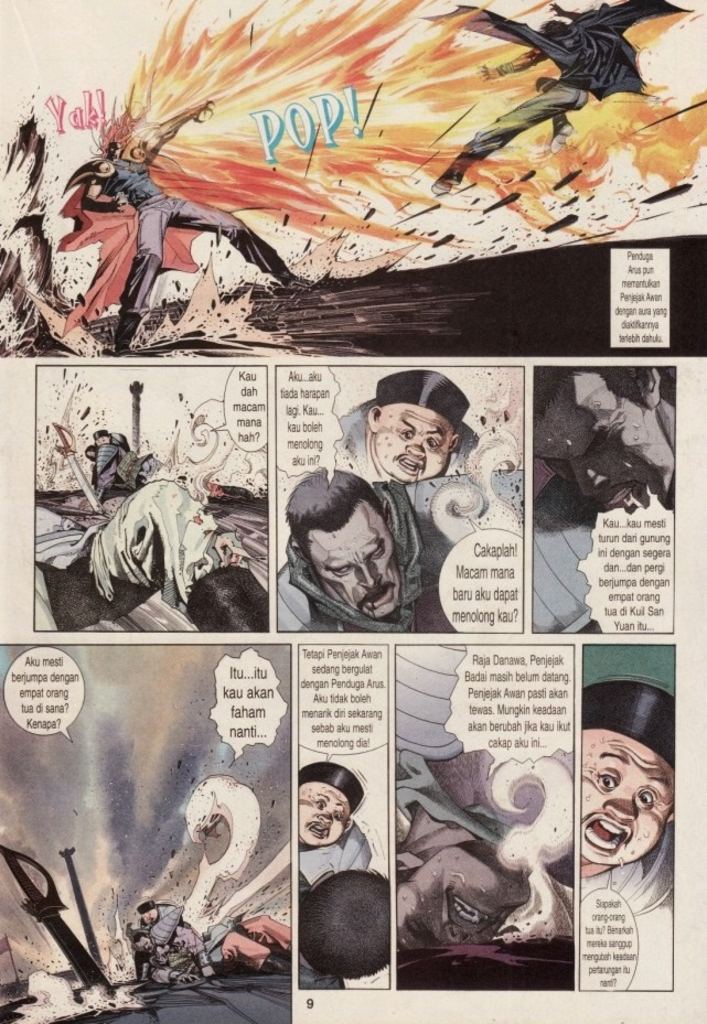 Yak!
POP!
Penduga
Arus pun
memantulkan
Penjejak Awan
dengan aura yang
diaktifkannya
terlebih dahulu.
Kau
dah
macam
mana
hah?
Aku...aku
tiada harapan
lagi. Kau...
kau boleh
menolong
aku ini?
Cakaplah!
Macam mana
baru aku dapat
menolong kau?
Kau...kau mesti
turun dari gunung
ini dengan segera
dan...dan pergi
berjumpa dengan
empat orang
tua di Kuil San
Yuan itu...
Aku mesti
berjumpa dengan
empat orang
tua di sana?
Kenapa?
Itu...itu
kau akan
faham
nanti...
Tetapi Penjejak Awan
sedang bergulat
dengan Penduga Arus.
Aku tidak boleh
menarik diri sekarang
sebab aku mesti
menolong dia!
Raja Danawa, Penjejak
Badai masih belum datang.
Penjejak Awan pasti akan
tewas. Mungkin keadaan
akan berubah jika kau ikut
cakap aku ini...
Siapakah
orang-orang
tua itu? Benarkah
mereka sanggup
mengubah keadaan
pertarungan itu
nanti?
9